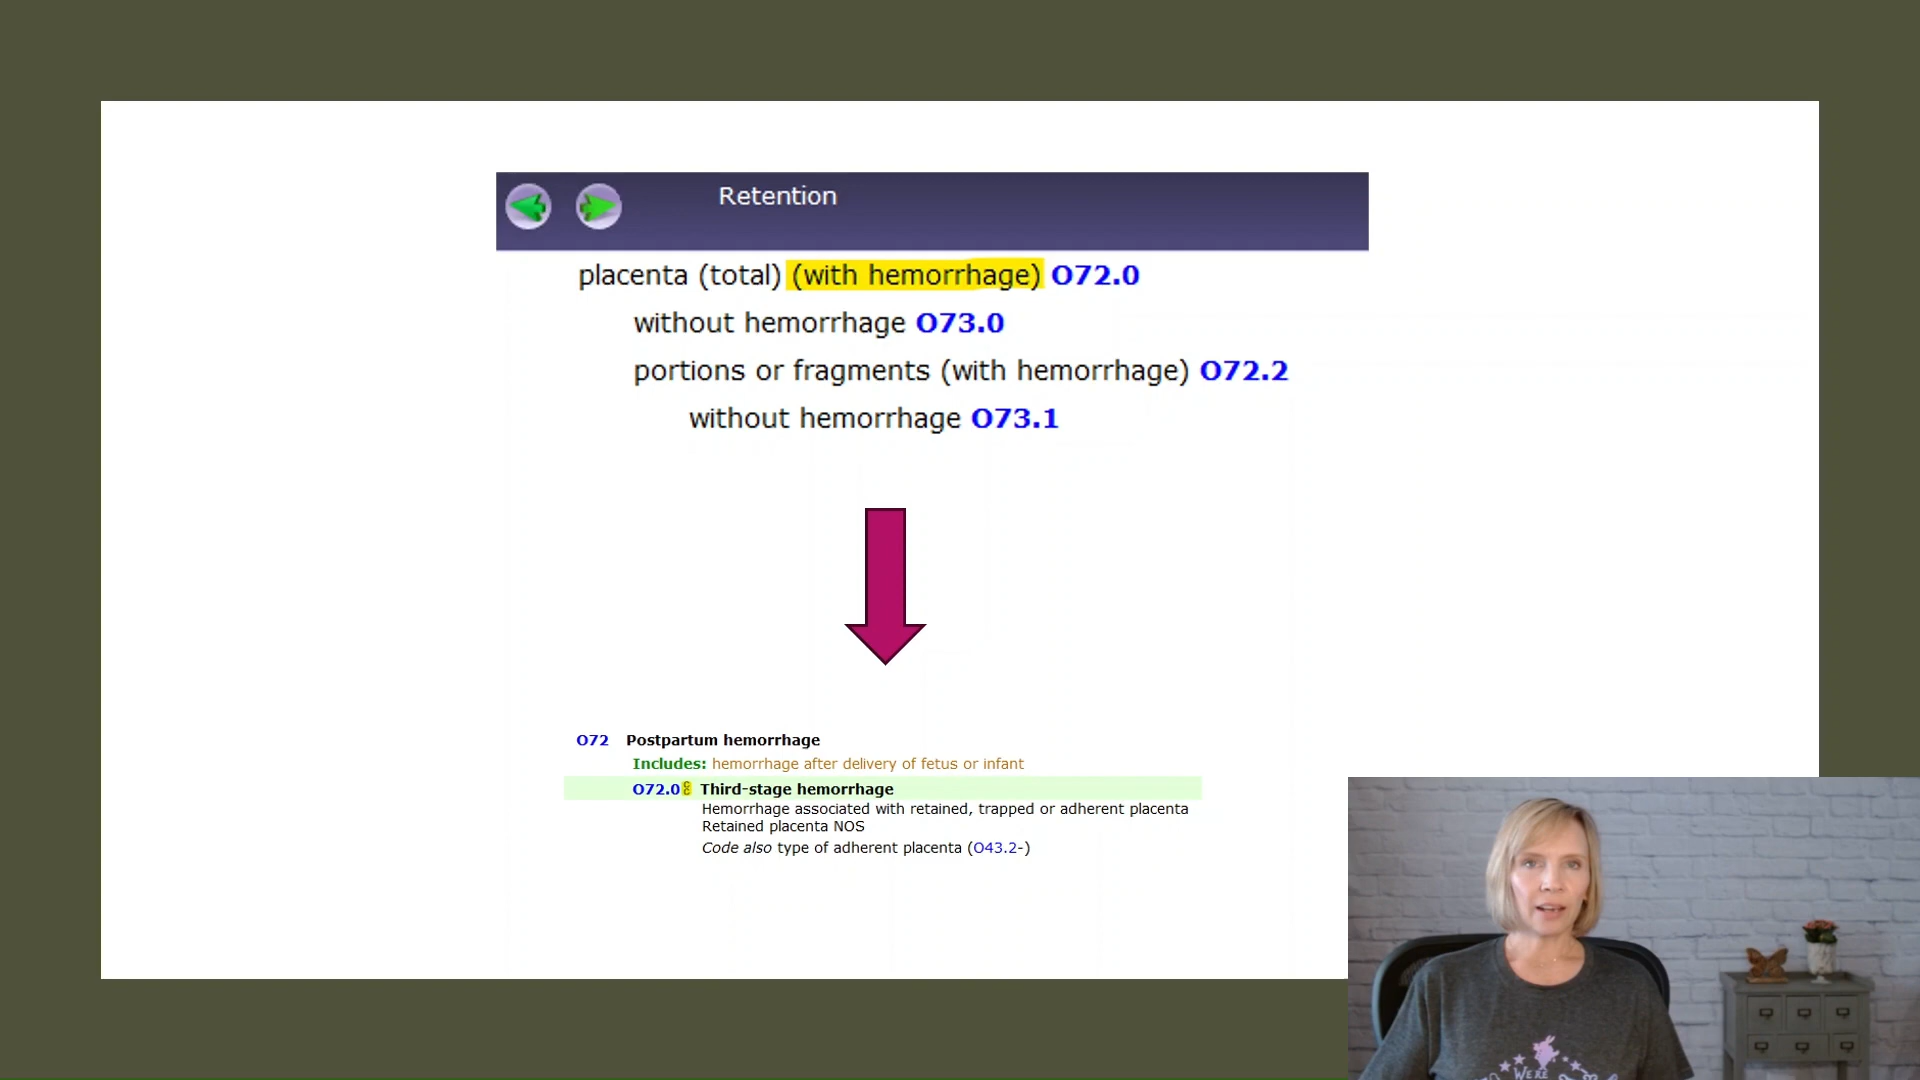 Retention
placenta (total) (with hemorrhage) O72.0
without hemorrhage O73.0
portions or fragments (with hemorrhage) O72.2
without hemorrhage O73.1
O72 Postpartum hemorrhage
Includes: hemorrhage after delivery of fetus or infant
O72.0 CC Third-stage hemorrhage
Hemorrhage associated with retained, trapped or adherent placenta
Retained placenta NOS
Code also type of adherent placenta (O43.2-)
WERE